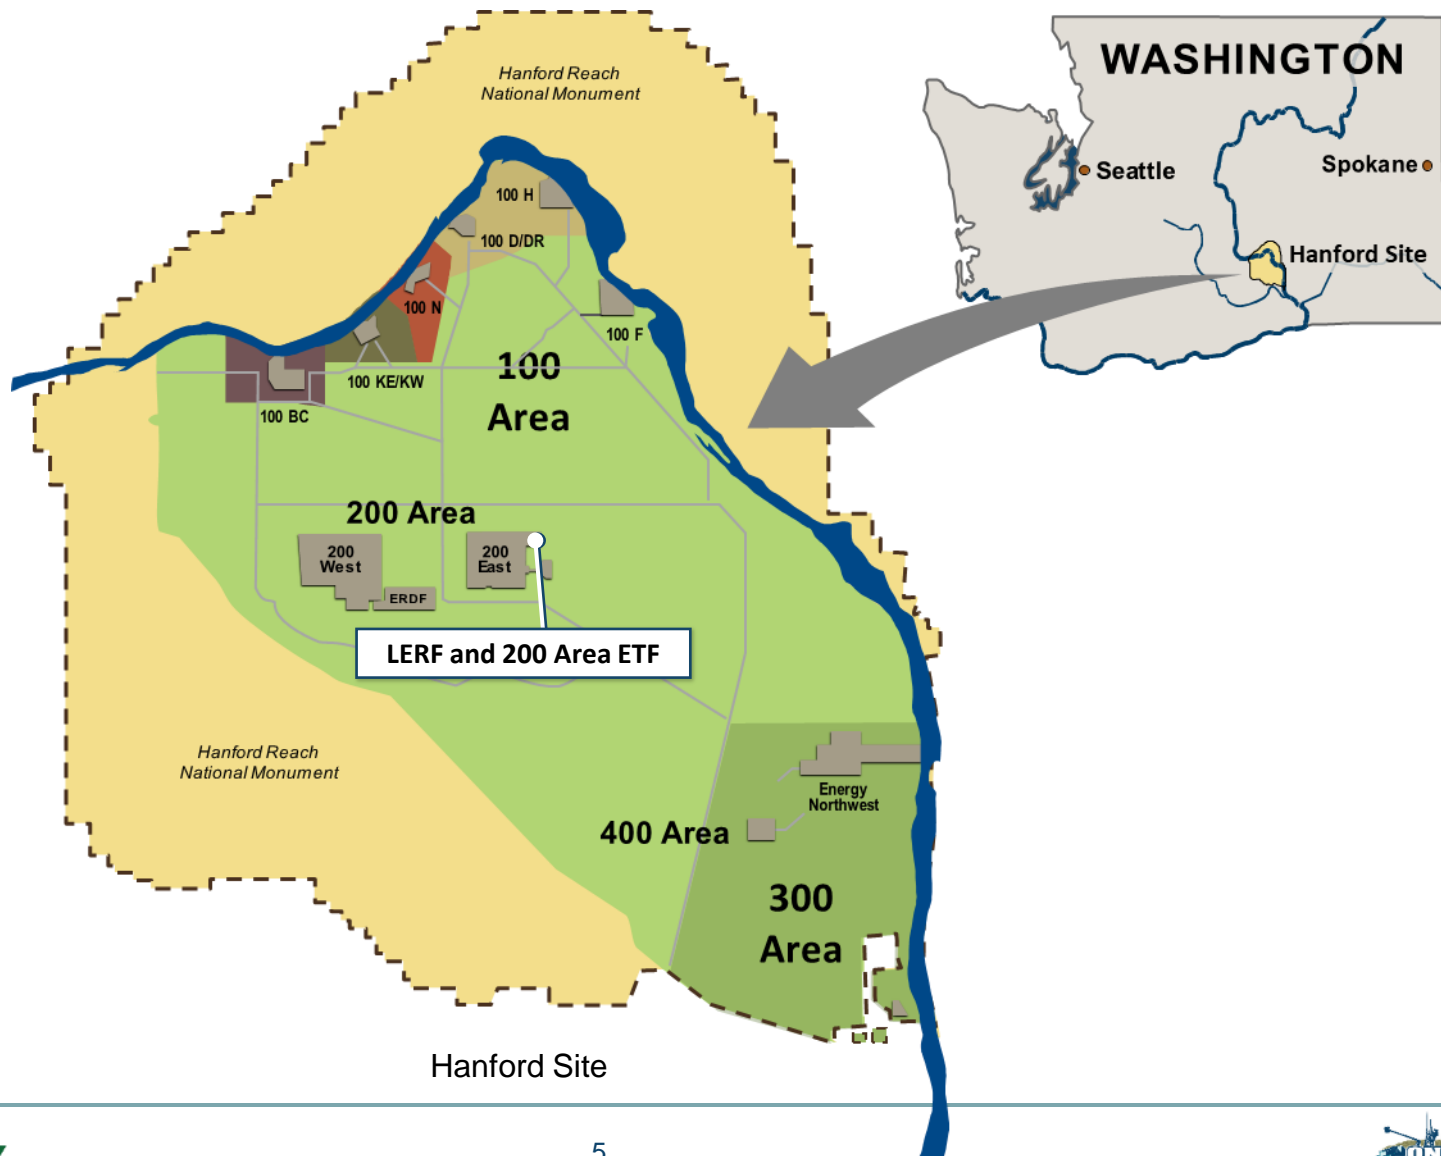 Hanford Reach
National Monument
WASHINGTON
Seattle
Spokane
Hanford Site
100 H
100 D/DR
100 N
100 F
100 KE/KW
100 BC
100
Area
200 Area
200
West
200
East
ERDF
LERF and 200 Area ETF
Hanford Reach
National Monument
Energy
Northwest
400 Area
300
Area
Hanford Site
5